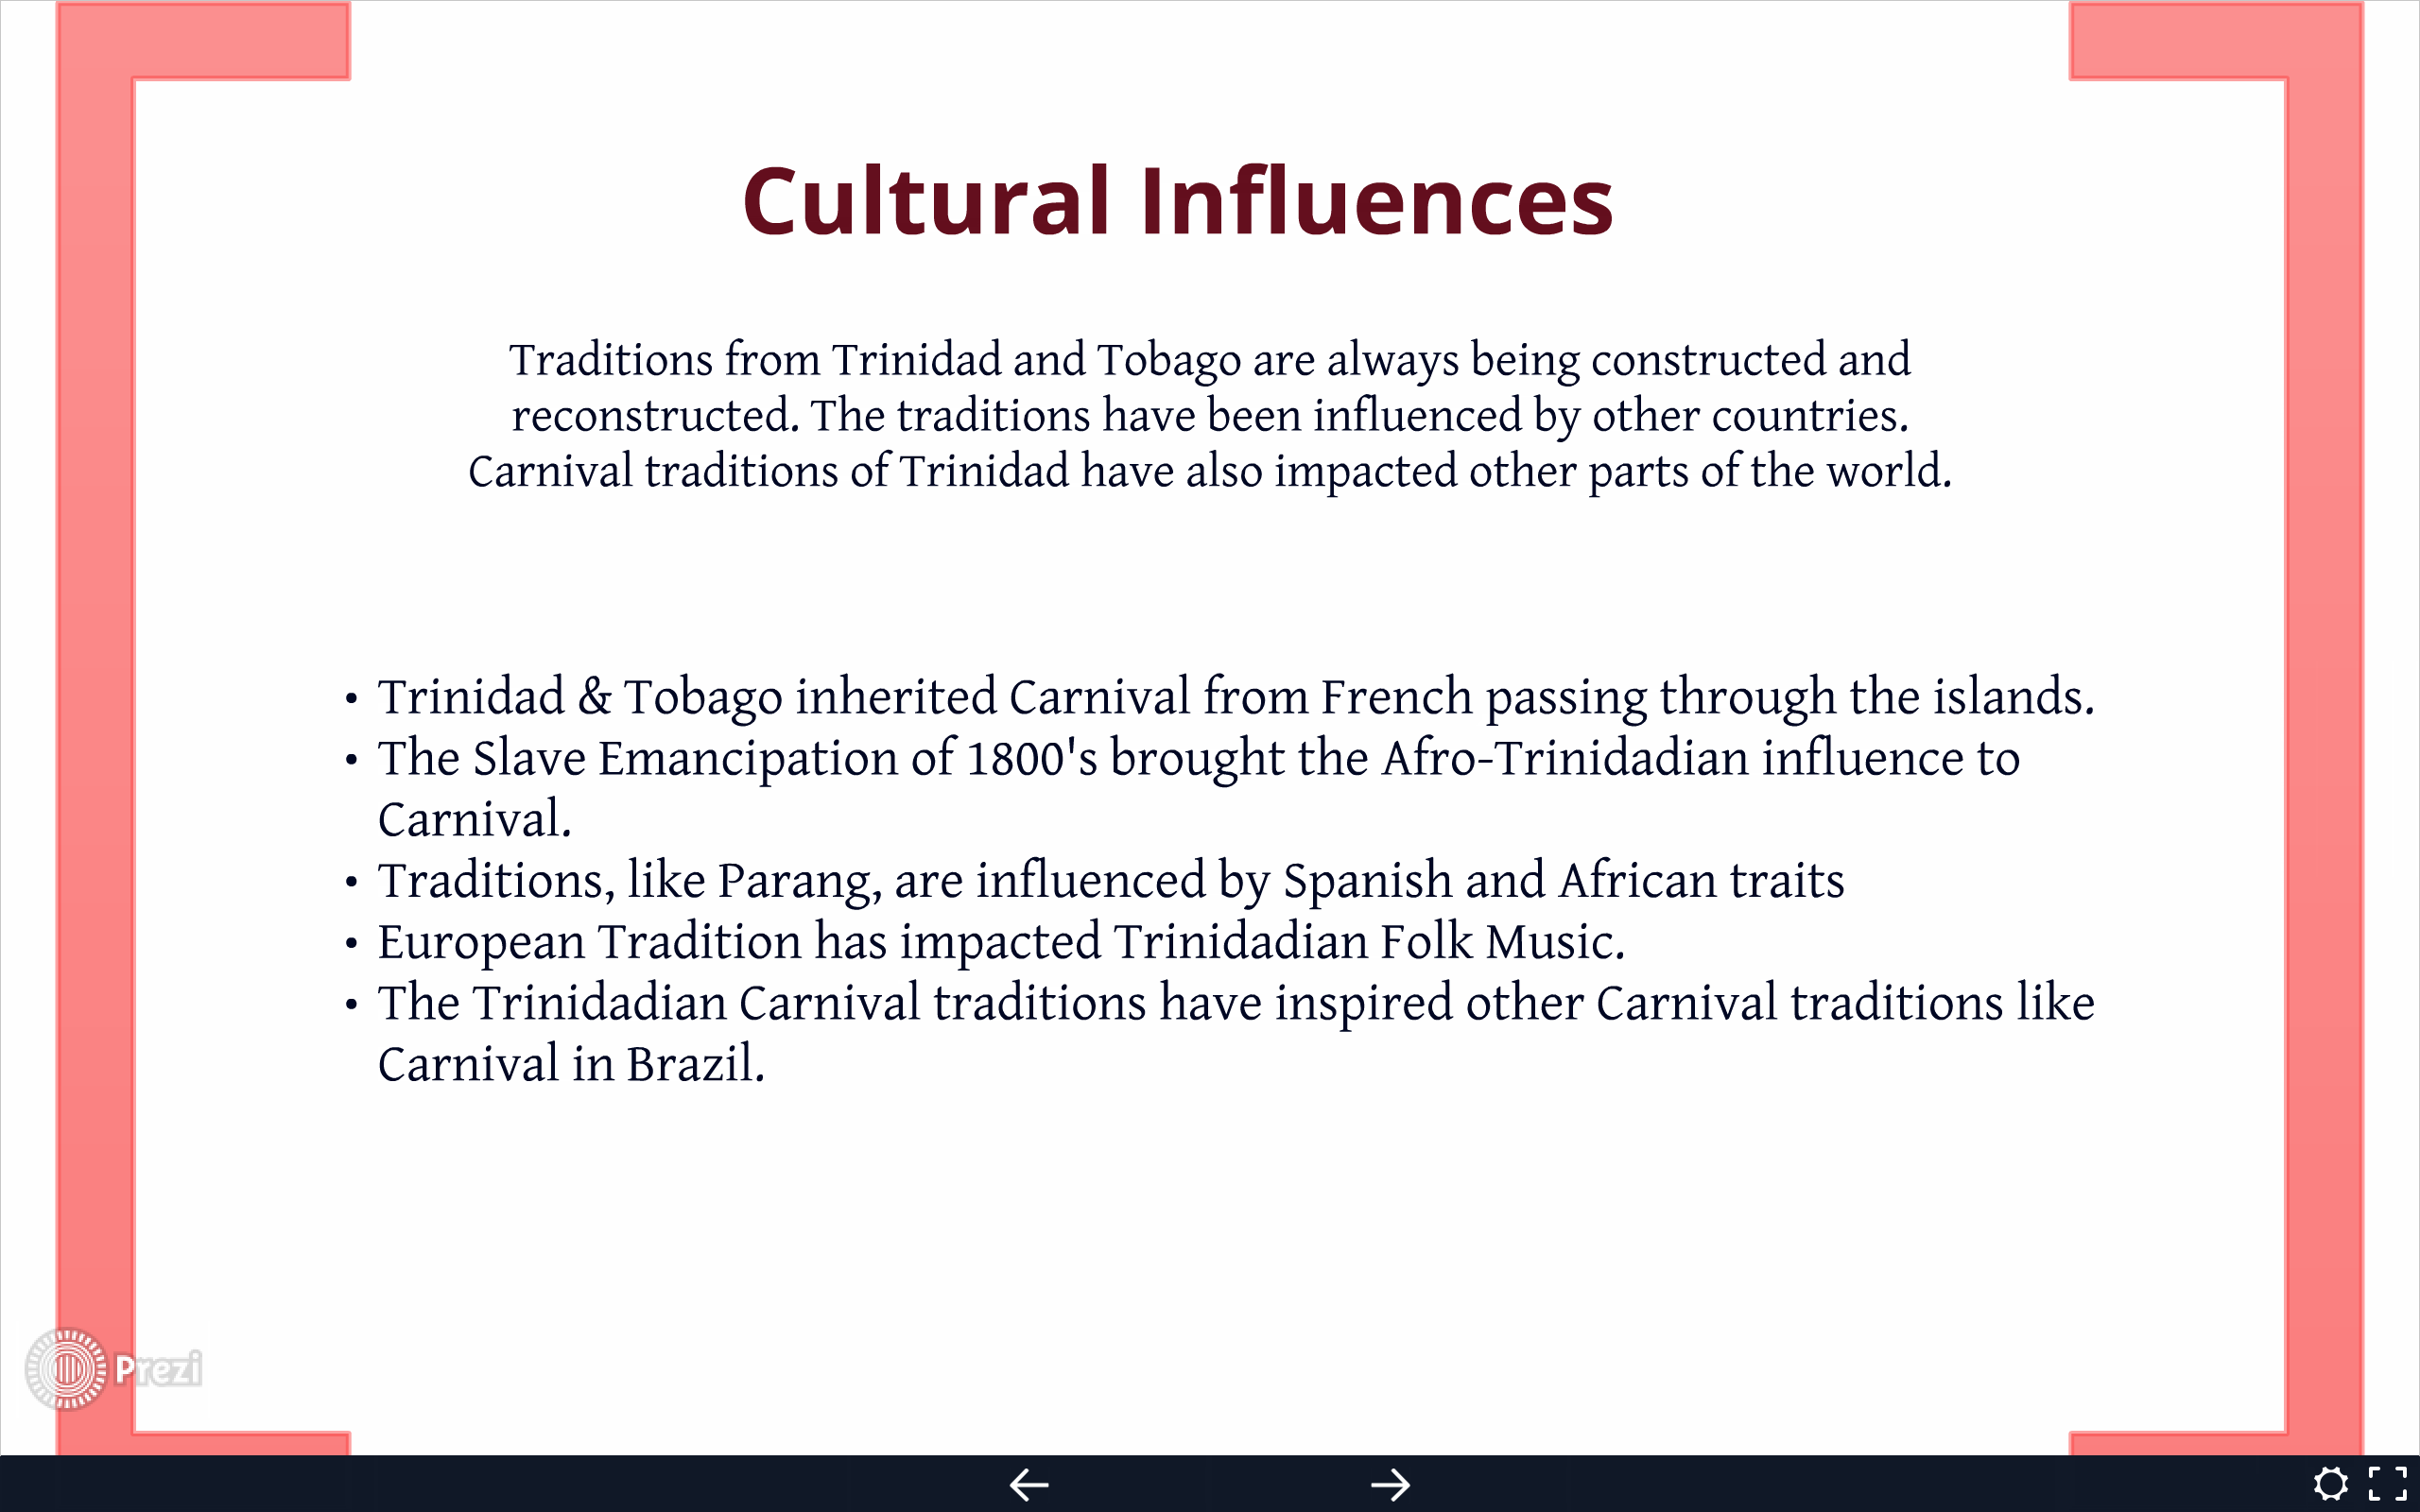 Cultural Influences
Traditions from Trinidad and Tobago are always being constructed and
reconstructed. The traditions have been influenced by other countries.
Carnival traditions of Trinidad have also impacted other parts of the world.
• Trinidad & Tobago inherited Carnival from French passing through the islands.
• The Slave Emancipation of 1800's brought the Afro-Trinidadian influence to
Carnival.
• Traditions, like Parang, are influenced by Spanish and African traits
• European Tradition has impacted Trinidadian Folk Music.
• The Trinidadian Carnival traditions have inspired other Carnival traditions like
Carnival in Brazil.
Prezi